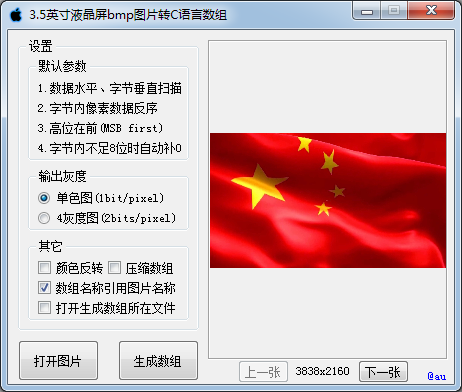 3.5英寸液晶屏bmp图片转C语言数组
设置
默认参数
1.数据水平、字节垂直扫描
2.字节内像素数据反序
3.高位在前(MSB first)
4.字节内不足8位时自动补0
输出灰度
单色图(1bit/pixel)
4灰度图(2bits/pixel)
其它
颜色反转 压缩数组
数组名称引用图片名称
打开生成数组所在文件
打开图片 生成数组
上一张 3838x2160 下一张
@au